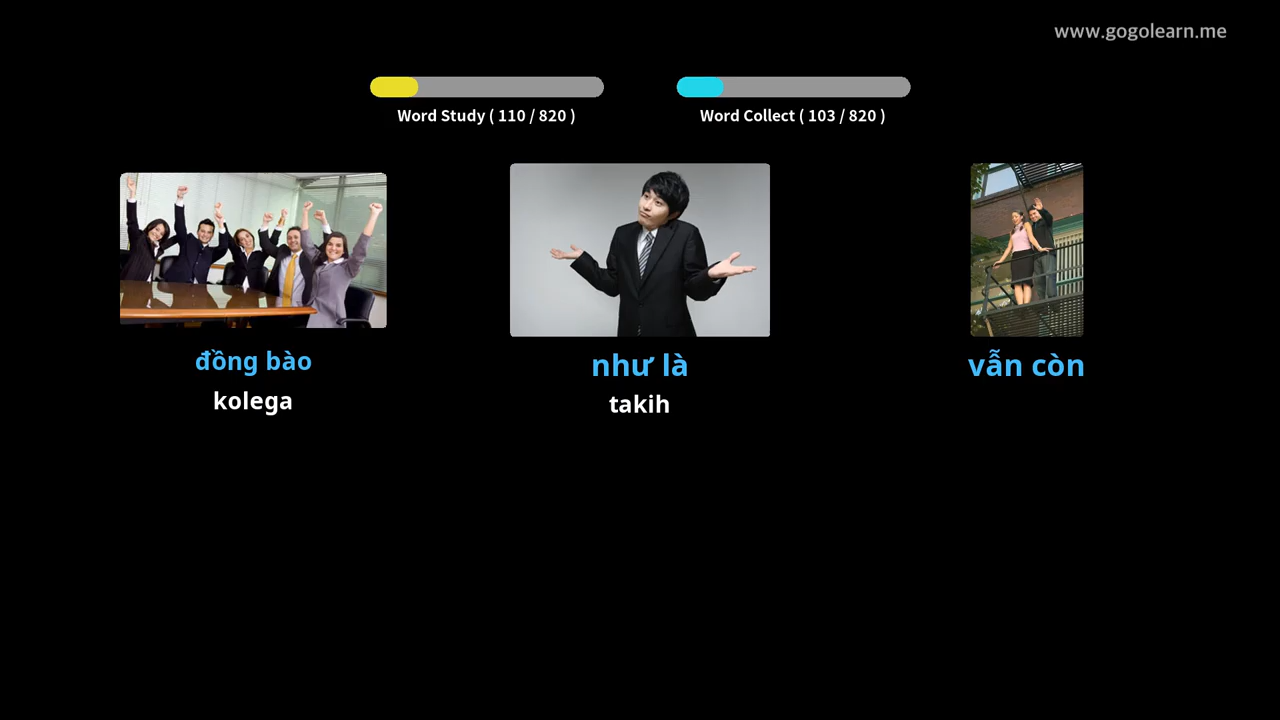 www.gogolearn.me
Word Study ( 110 / 820 )
Word Collect ( 103 / 820 )
đồng bào
kolega
như là
takih
vẫn còn